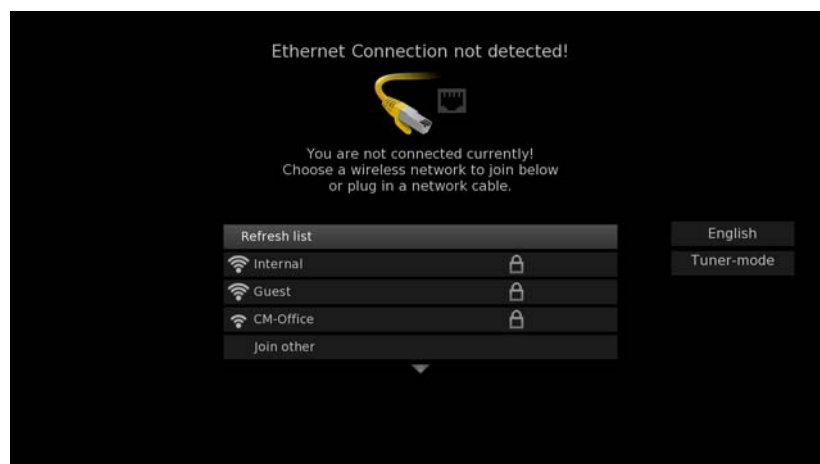 Ethernet Connection not detected!
You are not connected currently!
Choose a wireless network to join below
or plug in a network cable.
Refresh list
English
Internal
Tuner-mode
Guest
CM-Office
Join other